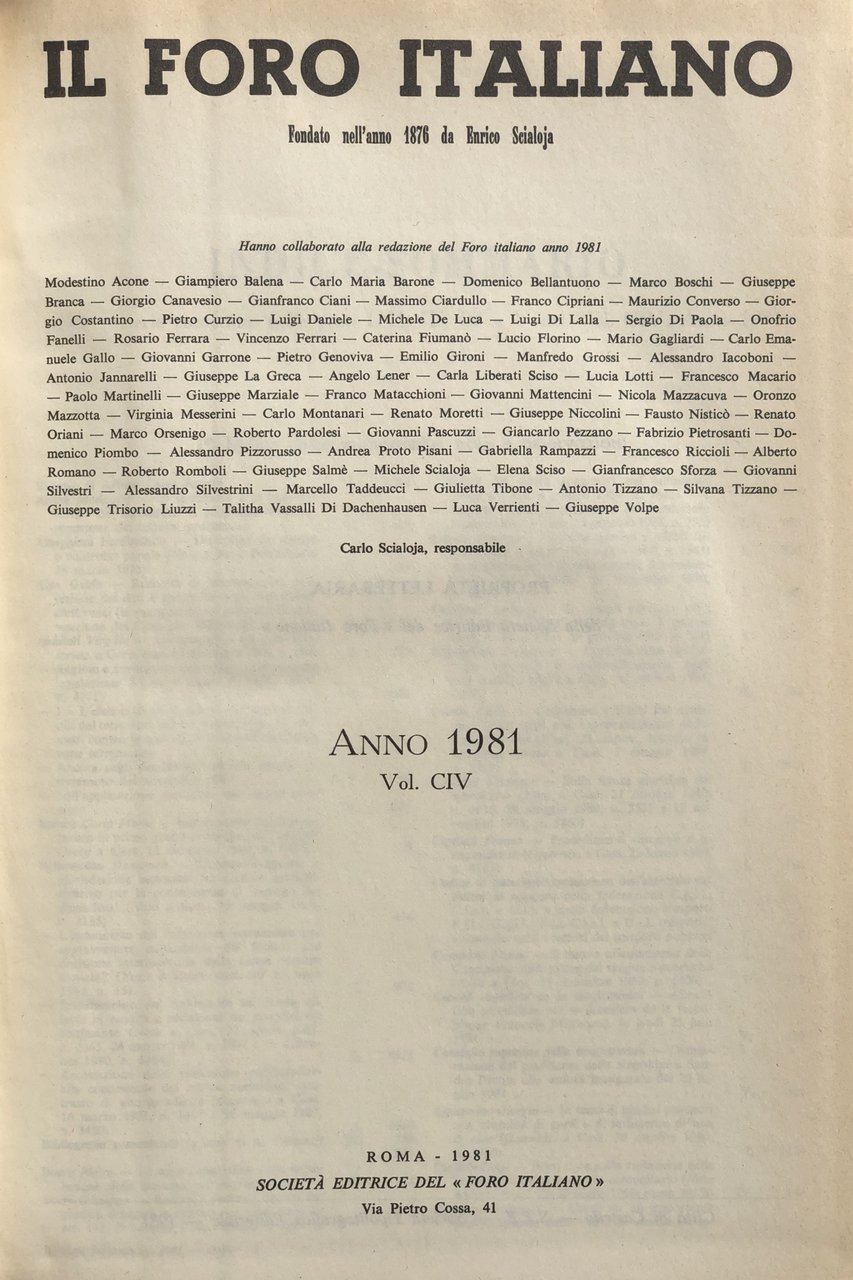 IL FORO ITALIANO
Fondato nell'anno 1876 da Enrico Scialoja
Hanno collaborato alla redazione del Foro italiano anno 1981
Modestino Acone — Giampiero Balena — Carlo Maria Barone — Domenico Bellantuono — Marco Boschi — Giuseppe
Branca — Giorgio Canavesio — Gianfranco Ciani — Massimo Ciardullo — Franco Cipriani — Maurizio Converso — Gior-
gio Costantino — Pietro Curzio — Luigi Daniele — Michele De Luca — Luigi Di Lalla — Sergio Di Paola — Onofrio
Fanelli — Rosario Ferrara — Vincenzo Ferrari — Caterina Fiumanò — Lucio Florino — Mario Gagliardi — Carlo Ema-
nuele Gallo — Giovanni Garrone — Pietro Genoviva — Emilio Gironi — Manfredo Grossi — Alessandro Iacoboni —
Antonio Jannarelli — Giuseppe La Greca — Angelo Lener — Carla Liberati Sciso — Lucia Lotti — Francesco Macario
— Paolo Martinelli — Giuseppe Marziale — Franco Matacchioni — Giovanni Mattencini — Nicola Mazzacuva — Oronzo
Mazzotta — Virginia Messerini — Carlo Montanari — Renato Moretti — Giuseppe Niccolini — Fausto Nisticò — Renato
Oriani — Marco Orsenigo — Roberto Pardolesi — Giovanni Pascuzzi — Giancarlo Pezzano — Fabrizio Pietrosanti — Do-
menico Piombo — Alessandro Pizzorusso — Andrea Proto Pisani — Gabriella Rampazzi — Francesco Riccioli — Alberto
Romano — Roberto Romboli — Giuseppe Salmè — Michele Scialoja — Elena Sciso — Gianfrancesco Sforza — Giovanni
Silvestri — Alessandro Silvestrini — Marcello Taddeucci — Giulietta Tibone — Antonio Tizzano — Silvana Tizzano —
Giuseppe Trisorio Liuzzi — Talitha Vassalli Di Dachenhausen — Luca Verrienti — Giuseppe Volpe
Carlo Scialoja, responsabile
ANNO 1981
Vol. CIV
ROMA - 1981
SOCIETÀ EDITRICE DEL « FORO ITALIANO »
Via Pietro Cossa, 41